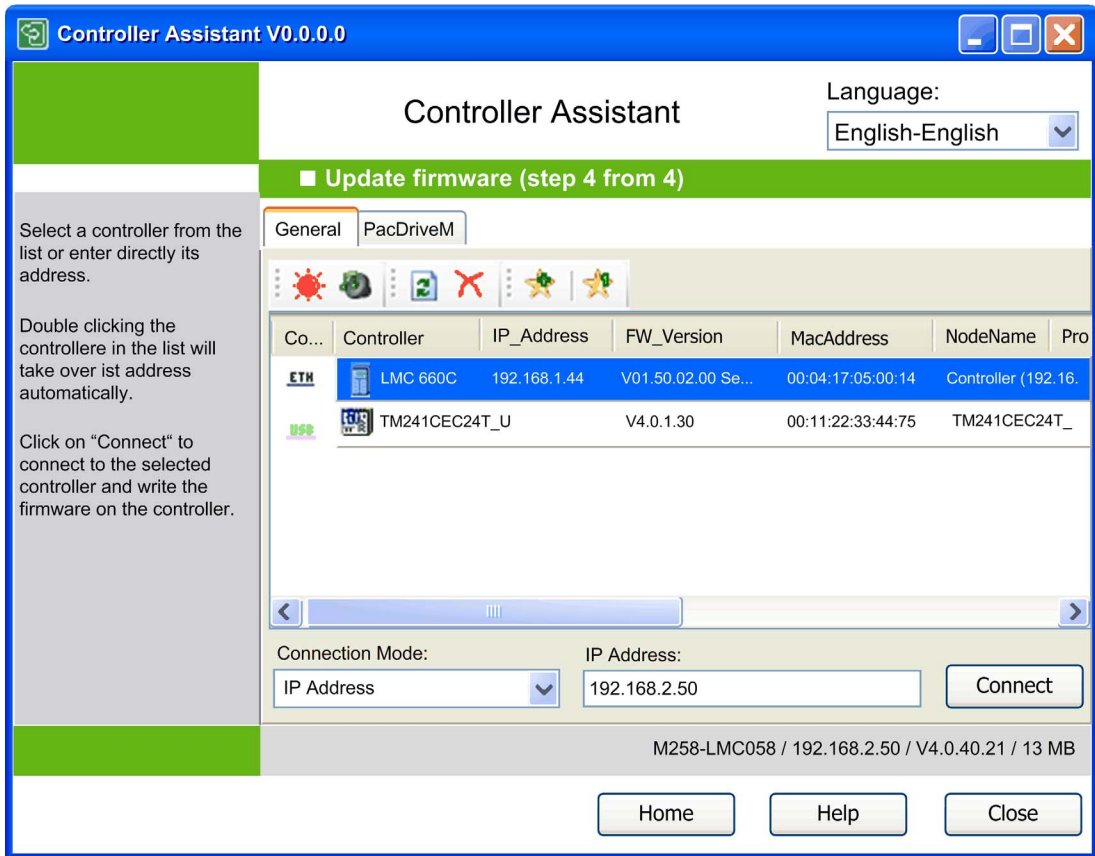 Controller Assistant V0.0.0.0
Controller Assistant
Language:
English-English
Update firmware (step 4 from 4)
Select a controller from the
list or enter directly its
address.
Double clicking the
controllere in the list will
take over ist address
automatically.
Click on “Connect“ to
connect to the selected
controller and write the
firmware on the controller.
General PacDriveM
Co... Controller IP_Address FW_Version MacAddress NodeName Pro
ETH LMC 660C 192.168.1.44 V01.50.02.00 Se... 00:04:17:05:00:14 Controller (192.16.
USB TM241CEC24T_U V4.0.1.30 00:11:22:33:44:75 TM241CEC24T_
Connection Mode: IP Address:
IP Address 192.168.2.50 Connect
M258-LMC058 / 192.168.2.50 / V4.0.40.21 / 13 MB
Home Help Close